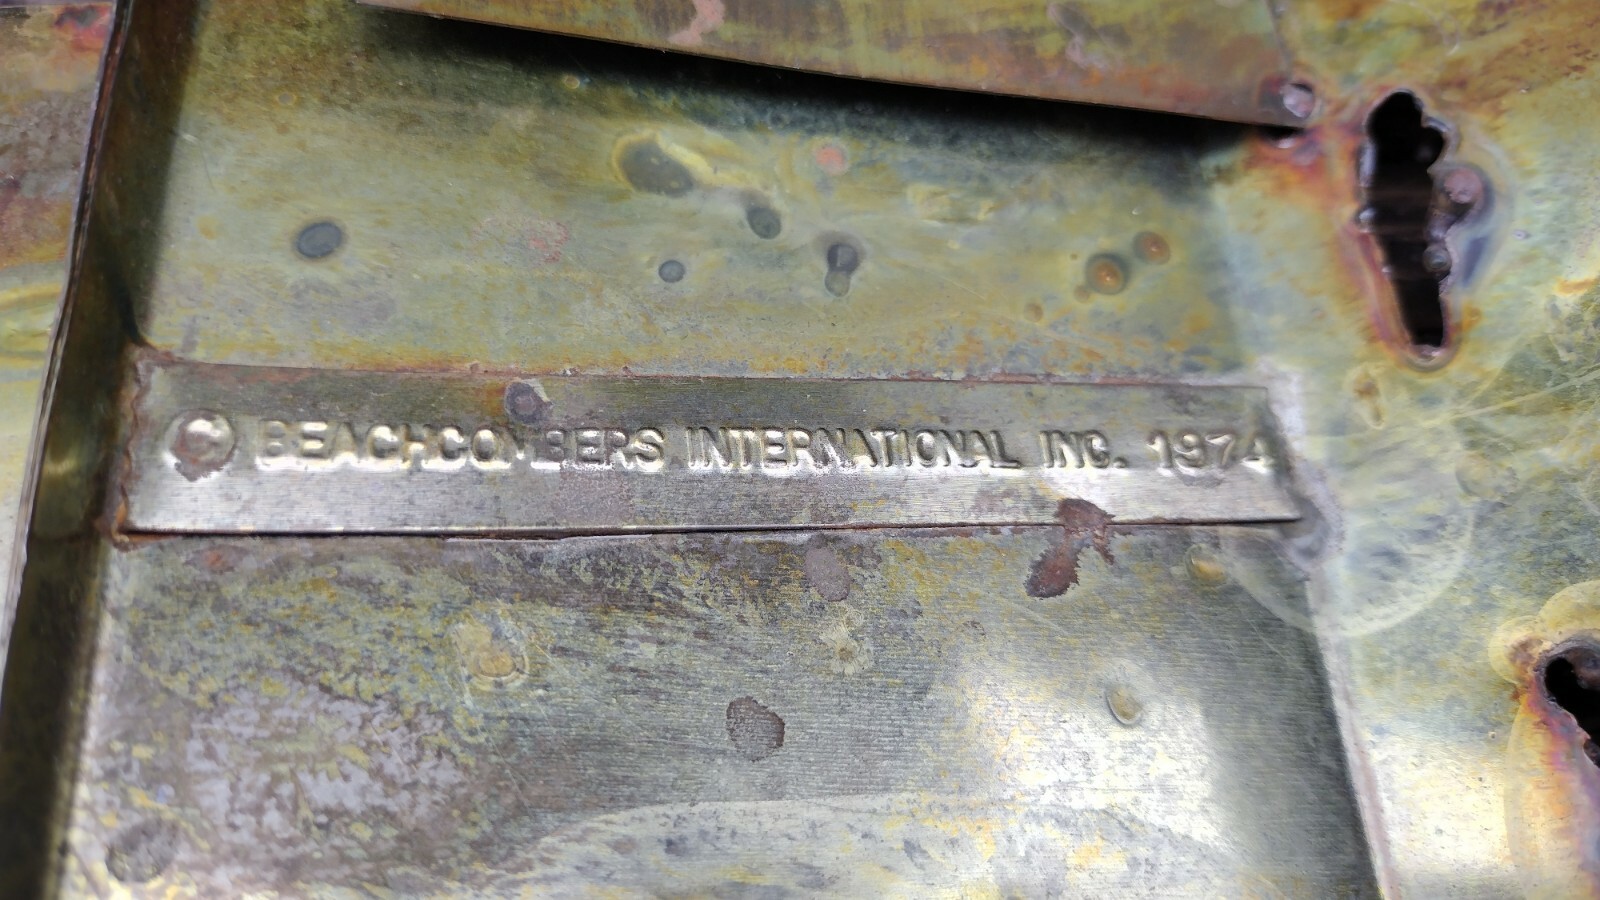 © BEACHCOMBERS INTERNATIONAL INC. 1974